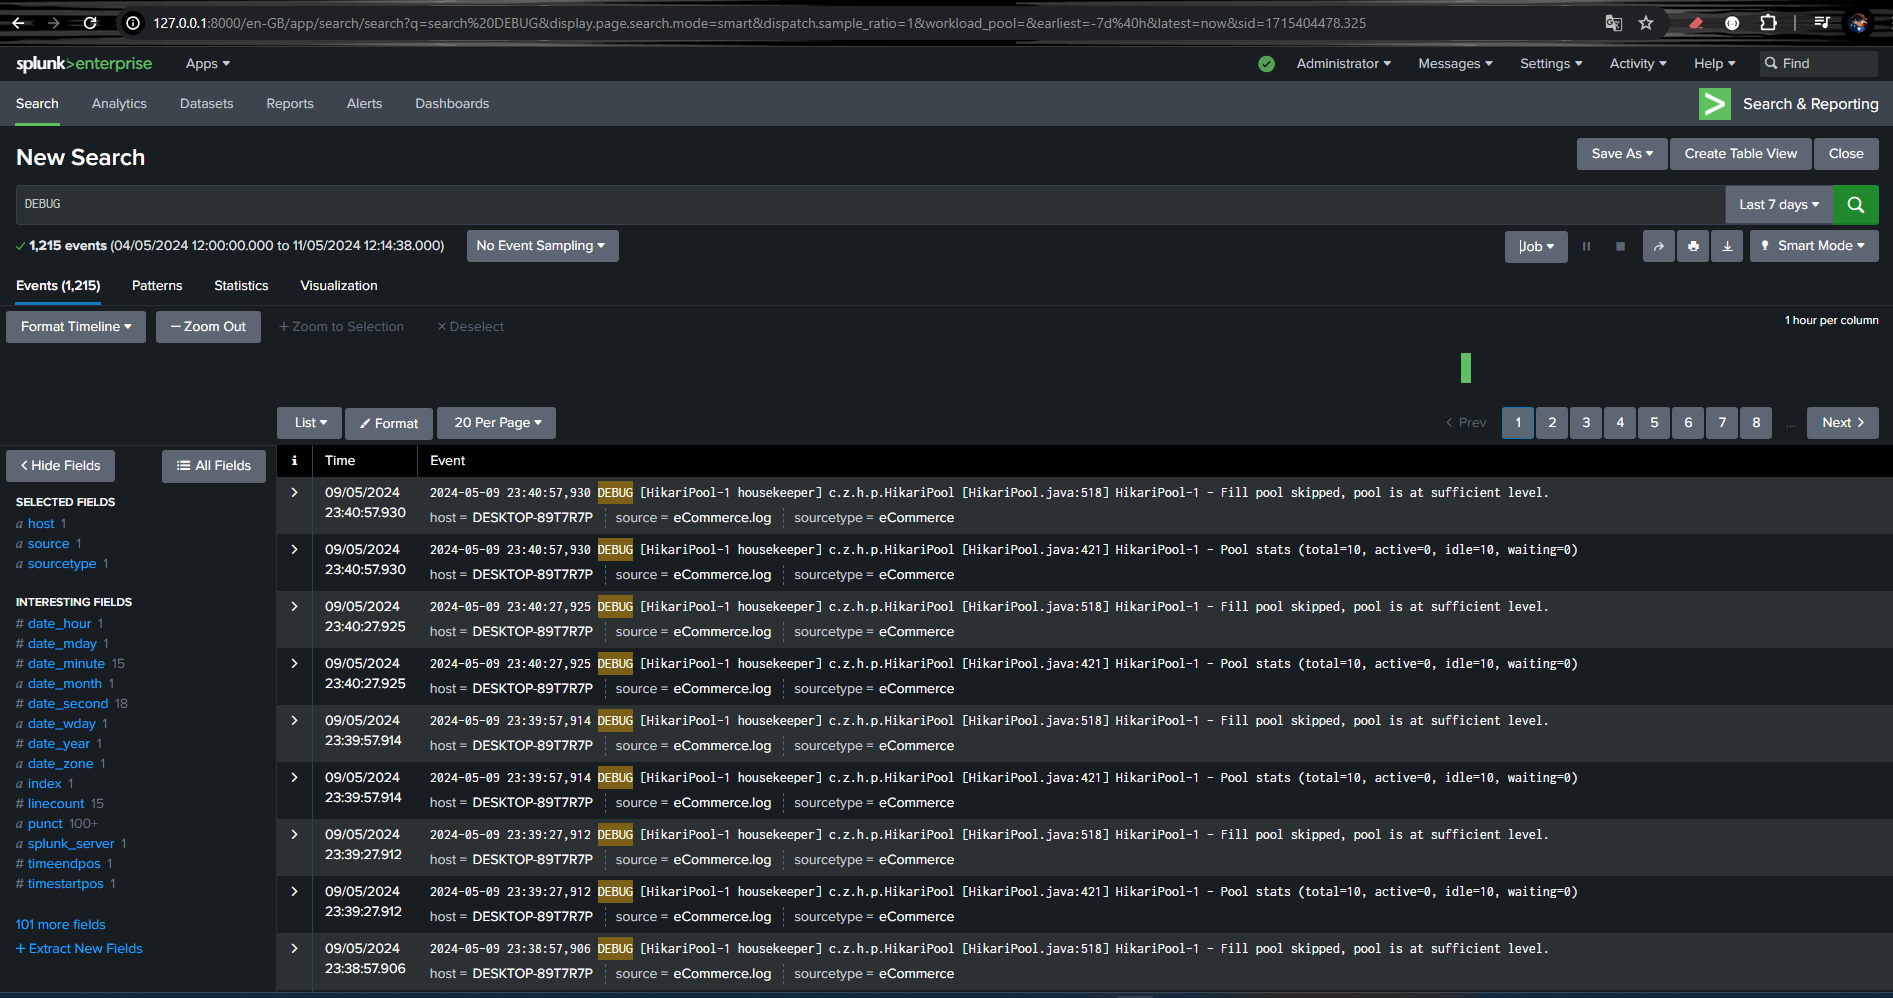 127.0.0.1:8000/en-GB/app/search/search?q=search%20DEBUG&display.page.search.mode=smart&dispatch.sample_ratio=1&workload_pool=&earliest=-7d%40h&latest=now&sid=1715404478.325
splunk>enterprise Apps Administrator Messages Settings Activity Help Find
Search Analytics Datasets Reports Alerts Dashboards Search & Reporting
New Search Save As Create Table View Close
DEBUG Last 7 days
1,215 events (04/05/2024 12:00:00.000 to 11/05/2024 12:14:38.000) No Event Sampling Job Smart Mode
Events (1,215) Patterns Statistics Visualization
Format Timeline — Zoom Out + Zoom to Selection × Deselect 1 hour per column
List Format 20 Per Page < Prev 1 2 3 4 5 6 7 8 ... Next >
< Hide Fields All Fields
SELECTED FIELDS
a host 1
a source 1
a sourcetype 1
INTERESTING FIELDS
# date_hour 1
# date_mday 1
# date_minute 15
a date_month 1
# date_second 18
a date_wday 1
# date_year 1
a date_zone 1
a index 1
# linecount 15
a punct 100+
a splunk_server 1
# timeendpos 1
# timestartpos 1
101 more fields
+ Extract New Fields
i Time Event
09/05/2024 2024-05-09 23:40:57,930 DEBUG [HikariPool-1 housekeeper] c.z.h.p.HikariPool [HikariPool.java:518] HikariPool-1 - Fill pool skipped, pool is at sufficient level.
23:40:57.930 host = DESKTOP-89T7R7P source = eCommerce.log sourcetype = eCommerce
09/05/2024 2024-05-09 23:40:57,930 DEBUG [HikariPool-1 housekeeper] c.z.h.p.HikariPool [HikariPool.java:421] HikariPool-1 - Pool stats (total=10, active=0, idle=10, waiting=0)
23:40:57.930 host = DESKTOP-89T7R7P source = eCommerce.log sourcetype = eCommerce
09/05/2024 2024-05-09 23:40:27,925 DEBUG [HikariPool-1 housekeeper] c.z.h.p.HikariPool [HikariPool.java:518] HikariPool-1 - Fill pool skipped, pool is at sufficient level.
23:40:27.925 host = DESKTOP-89T7R7P source = eCommerce.log sourcetype = eCommerce
09/05/2024 2024-05-09 23:40:27,925 DEBUG [HikariPool-1 housekeeper] c.z.h.p.HikariPool [HikariPool.java:421] HikariPool-1 - Pool stats (total=10, active=0, idle=10, waiting=0)
23:40:27.925 host = DESKTOP-89T7R7P source = eCommerce.log sourcetype = eCommerce
09/05/2024 2024-05-09 23:39:57,914 DEBUG [HikariPool-1 housekeeper] c.z.h.p.HikariPool [HikariPool.java:518] HikariPool-1 - Fill pool skipped, pool is at sufficient level.
23:39:57.914 host = DESKTOP-89T7R7P source = eCommerce.log sourcetype = eCommerce
09/05/2024 2024-05-09 23:39:57,914 DEBUG [HikariPool-1 housekeeper] c.z.h.p.HikariPool [HikariPool.java:421] HikariPool-1 - Pool stats (total=10, active=0, idle=10, waiting=0)
23:39:57.914 host = DESKTOP-89T7R7P source = eCommerce.log sourcetype = eCommerce
09/05/2024 2024-05-09 23:39:27,912 DEBUG [HikariPool-1 housekeeper] c.z.h.p.HikariPool [HikariPool.java:518] HikariPool-1 - Fill pool skipped, pool is at sufficient level.
23:39:27.912 host = DESKTOP-89T7R7P source = eCommerce.log sourcetype = eCommerce
09/05/2024 2024-05-09 23:39:27,912 DEBUG [HikariPool-1 housekeeper] c.z.h.p.HikariPool [HikariPool.java:421] HikariPool-1 - Pool stats (total=10, active=0, idle=10, waiting=0)
23:39:27.912 host = DESKTOP-89T7R7P source = eCommerce.log sourcetype = eCommerce
09/05/2024 2024-05-09 23:38:57,906 DEBUG [HikariPool-1 housekeeper] c.z.h.p.HikariPool [HikariPool.java:518] HikariPool-1 - Fill pool skipped, pool is at sufficient level.
23:38:57.906 host = DESKTOP-89T7R7P source = eCommerce.log sourcetype = eCommerce